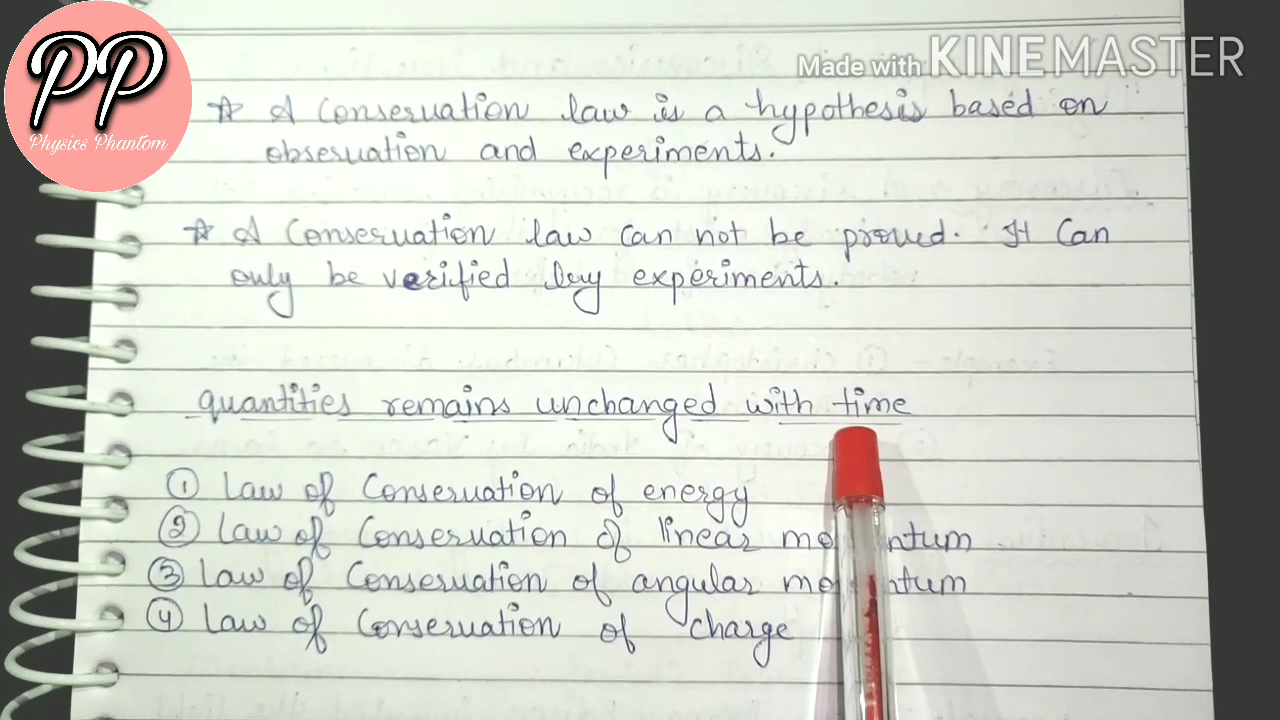 PP
Physics Phantom
Made with KINEMASTER
☆ A Conservation law is a hypothesis based on
observation and experiments.
☆ A Conservation law can not be proved. It can
only be verified by experiments.
quantities remains unchanged with time
① Law of Conservation of energy
② Law of Conservation of linear momentum
③ Law of Conservation of angular momentum
④ Law of Conservation of charge